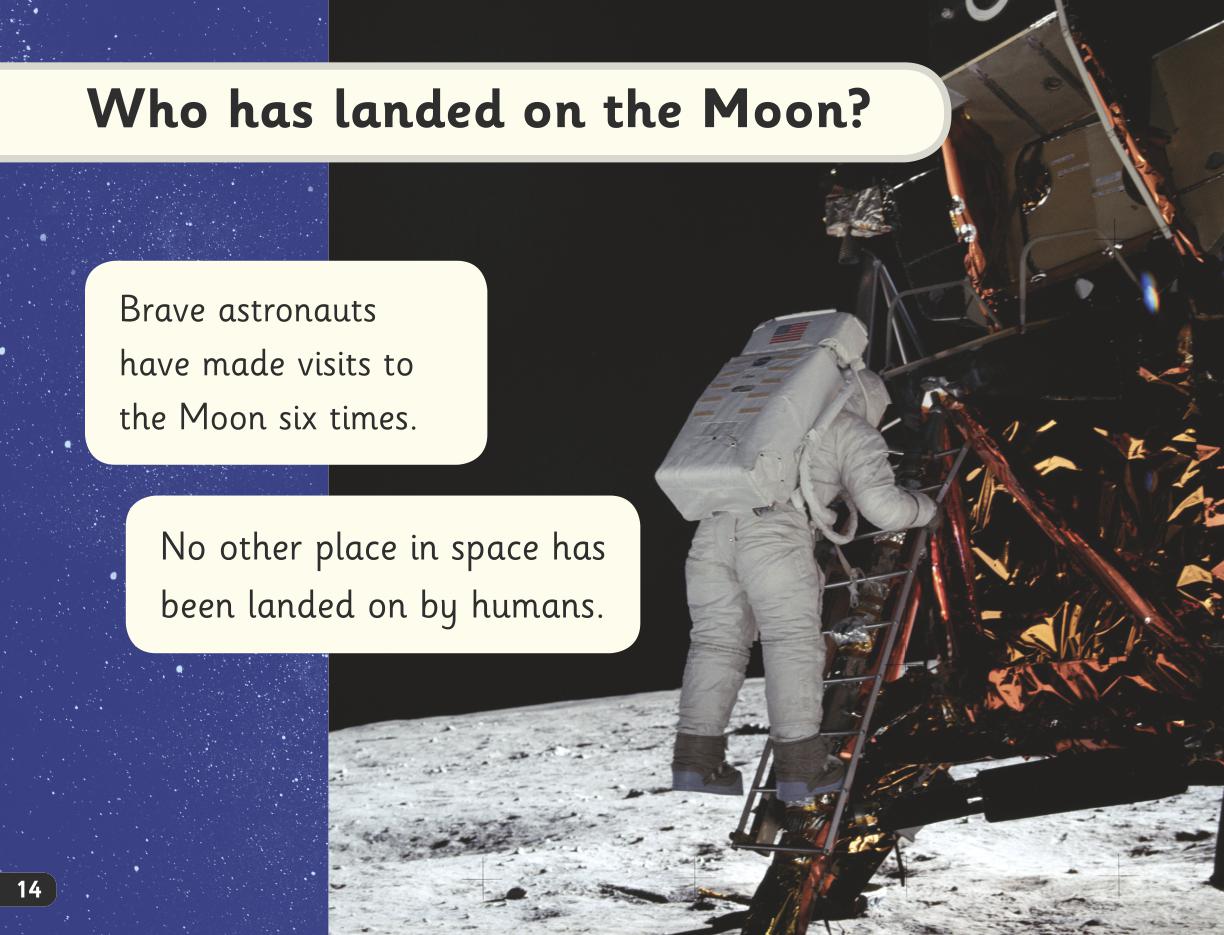 Who has landed on the Moon?
Brave astronauts
have made visits to
the Moon six times.
No other place in space has
been landed on by humans.
14